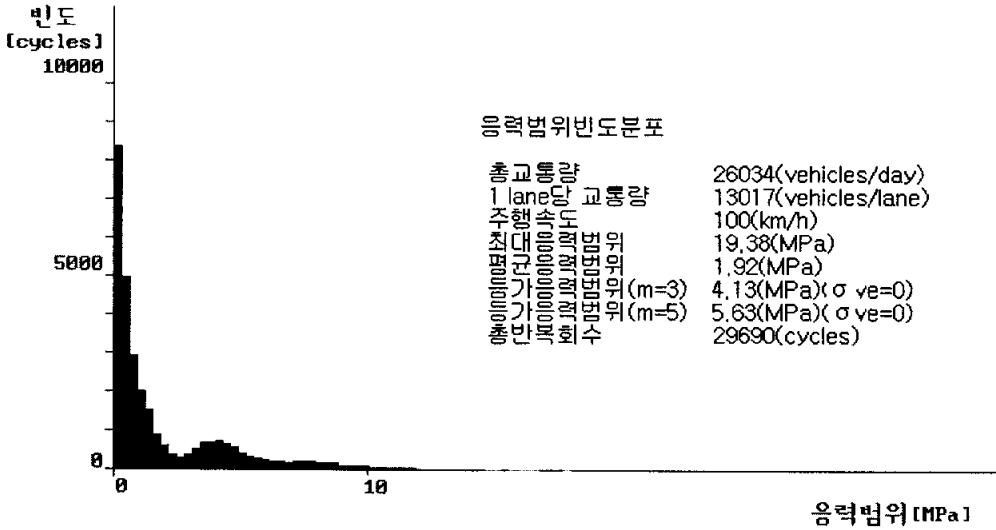 빈도
[cycles]
10000
응력범위빈도분포
총교통량 26034(vehicles/day)
1 lane당 교통량 13017(vehicles/lane)
주행속도 100(km/h)
최대응력범위 19.38(MPa)
5000
평균응력범위 1.92(MPa)
등가응력범위(m=3) 4.13(MPa)(σ ve=0)
등가응력범위(m=5) 5.63(MPa)(σ ve=0)
총반복회수 29690(cycles)
0
0 10
응력범위[MPa]